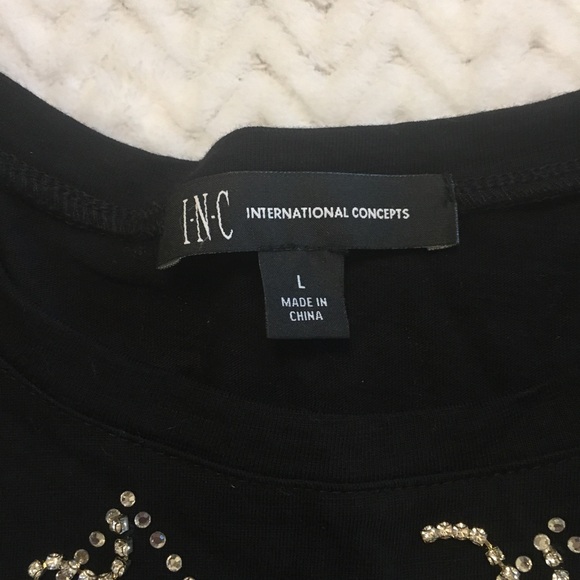 I·N·C INTERNATIONAL CONCEPTS
L
MADE IN
CHINA